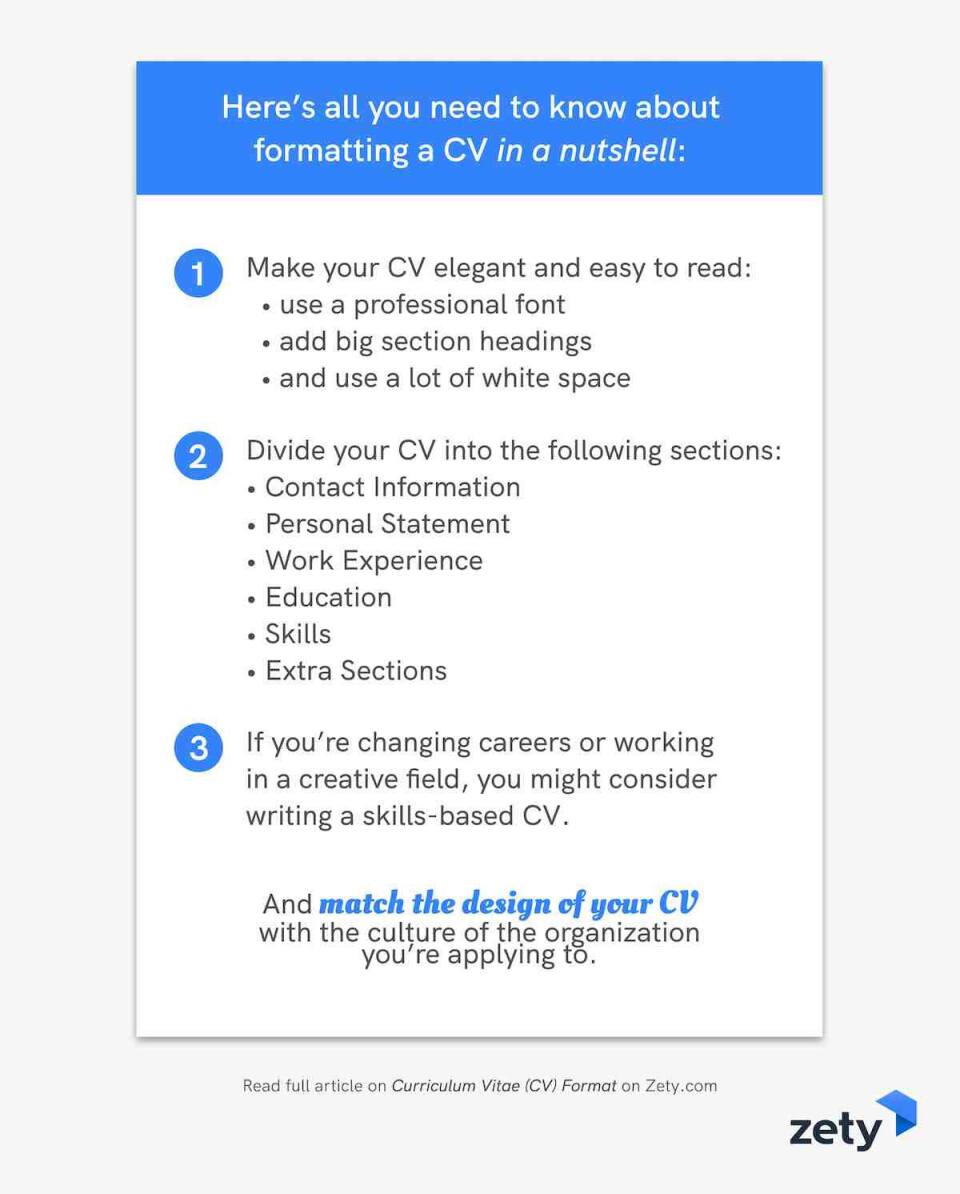 Here’s all you need to know about
formatting a CV in a nutshell:
1 Make your CV elegant and easy to read:
• use a professional font
• add big section headings
• and use a lot of white space
2 Divide your CV into the following sections:
• Contact Information
• Personal Statement
• Work Experience
• Education
• Skills
• Extra Sections
3 If you’re changing careers or working
in a creative field, you might consider
writing a skills-based CV.
And match the design of your CV
with the culture of the organization
you’re applying to.
Read full article on Curriculum Vitae (CV) Format on Zety.com
zety